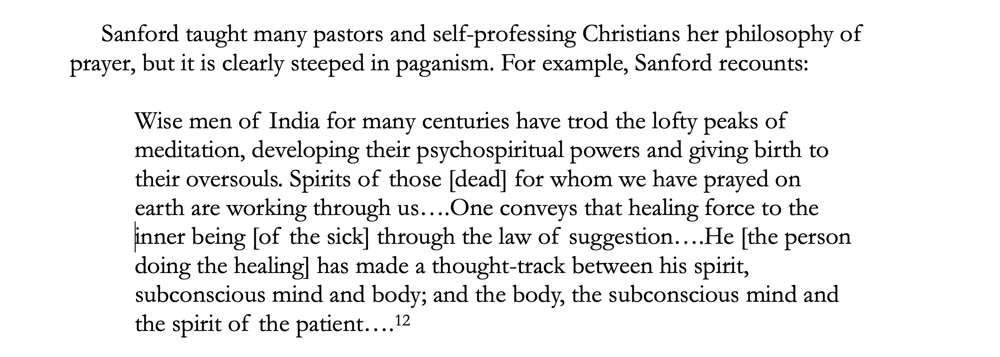 Sanford taught many pastors and self-professing Christians her philosophy of
prayer, but it is clearly steeped in paganism. For example, Sanford recounts:
Wise men of India for many centuries have trod the lofty peaks of
meditation, developing their psychospiritual powers and giving birth to
their oversouls. Spirits of those [dead] for whom we have prayed on
earth are working through us….One conveys that healing force to the
inner being [of the sick] through the law of suggestion….He [the person
doing the healing] has made a thought-track between his spirit,
subconscious mind and body; and the body, the subconscious mind and
the spirit of the patient….¹²